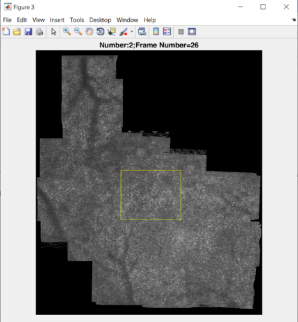 Figure 3
File Edit View Insert Tools Desktop Window Help
Number:2;Frame Number=26